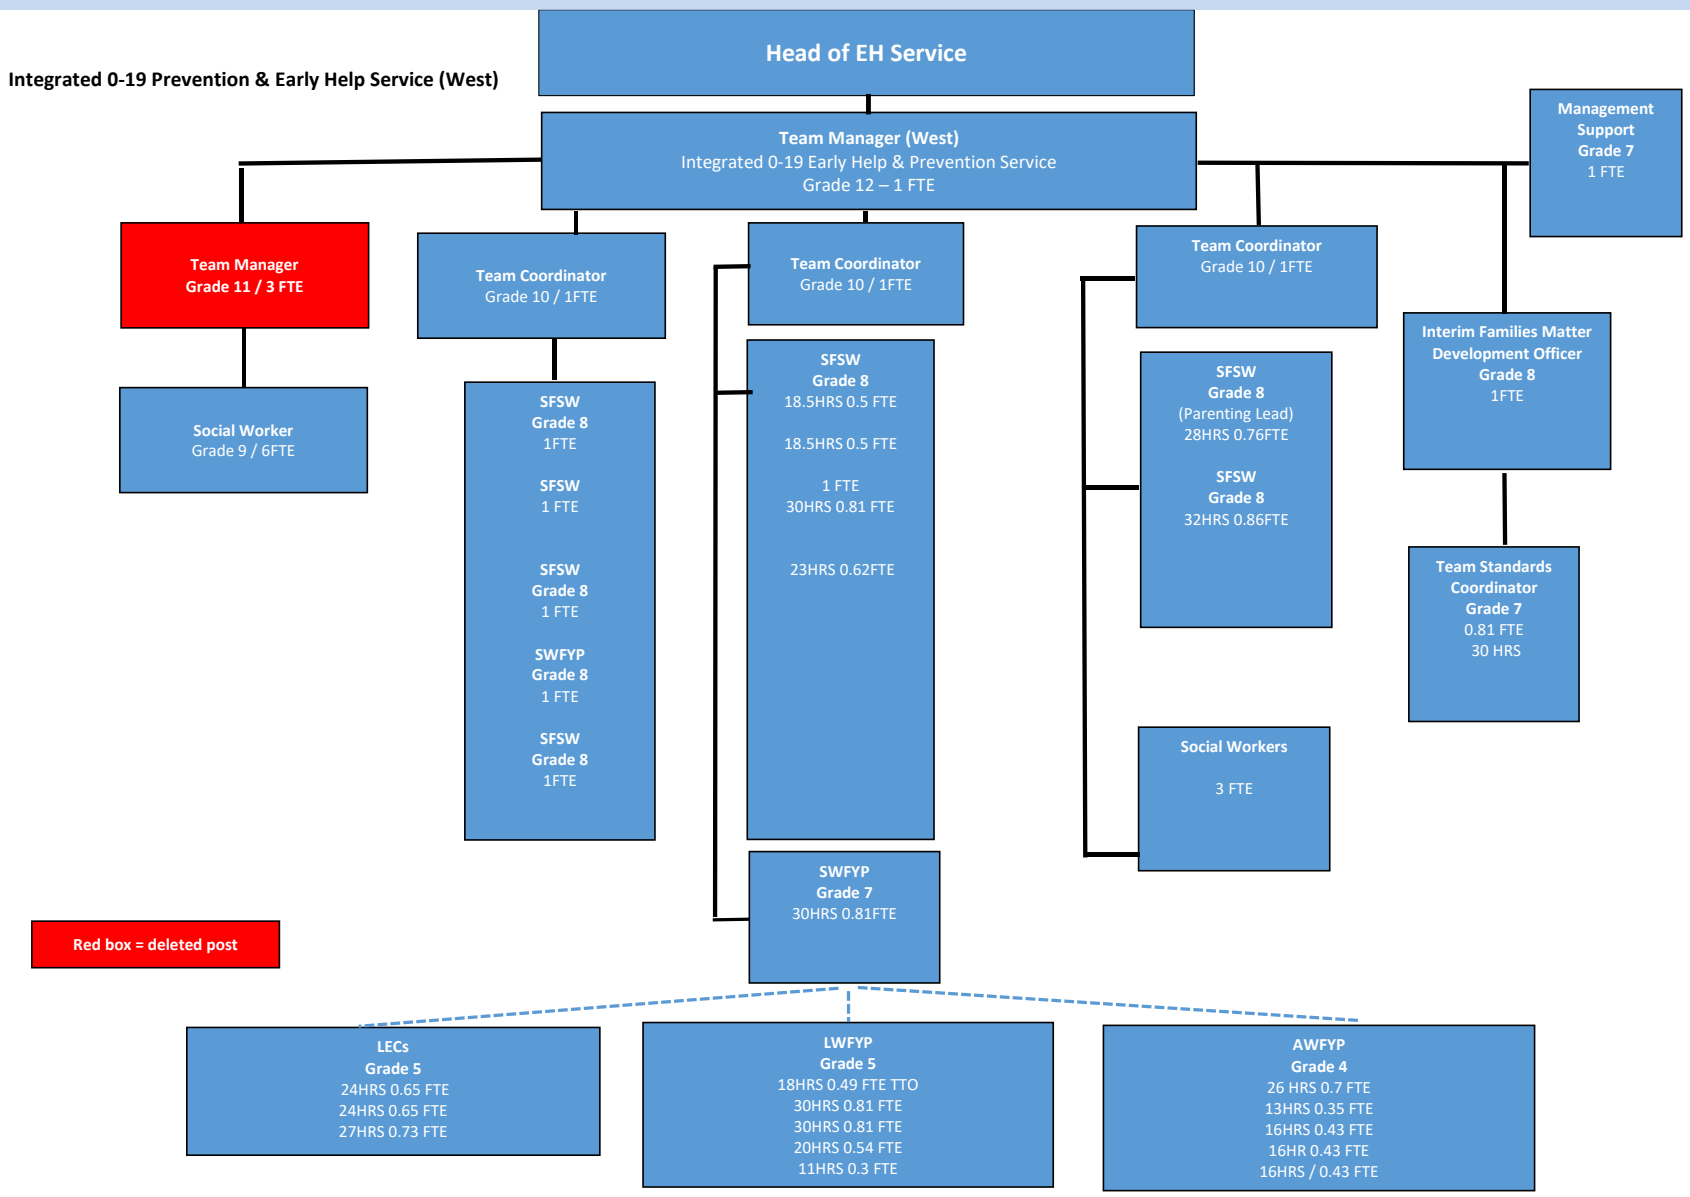 Head of EH Service
Integrated 0-19 Prevention & Early Help Service (West)
Management
Support
Grade 7
1 FTE
Team Manager (West)
Integrated 0-19 Early Help & Prevention Service
Grade 12 – 1 FTE
Team Manager
Grade 11 / 3 FTE
Team Coordinator
Grade 10 / 1FTE
Team Coordinator
Grade 10 / 1FTE
Team Coordinator
Grade 10 / 1FTE
Interim Families Matter
Development Officer
Grade 8
1FTE
Social Worker
Grade 9 / 6FTE
SFSW
Grade 8
1FTE
SFSW
1 FTE
SFSW
Grade 8
1 FTE
SWFYP
Grade 8
1 FTE
SFSW
Grade 8
1FTE
SFSW
Grade 8
18.5HRS 0.5 FTE
18.5HRS 0.5 FTE
1 FTE
30HRS 0.81 FTE
23HRS 0.62FTE
SFSW
Grade 8
(Parenting Lead)
28HRS 0.76FTE
SFSW
Grade 8
32HRS 0.86FTE
Team Standards
Coordinator
Grade 7
0.81 FTE
30 HRS
Social Workers
3 FTE
SWFYP
Grade 7
30HRS 0.81FTE
Red box = deleted post
LECs
Grade 5
24HRS 0.65 FTE
24HRS 0.65 FTE
27HRS 0.73 FTE
LWFYP
Grade 5
18HRS 0.49 FTE TTO
30HRS 0.81 FTE
30HRS 0.81 FTE
20HRS 0.54 FTE
11HRS 0.3 FTE
AWFYP
Grade 4
26 HRS 0.7 FTE
13HRS 0.35 FTE
16HRS 0.43 FTE
16HR 0.43 FTE
16HRS / 0.43 FTE